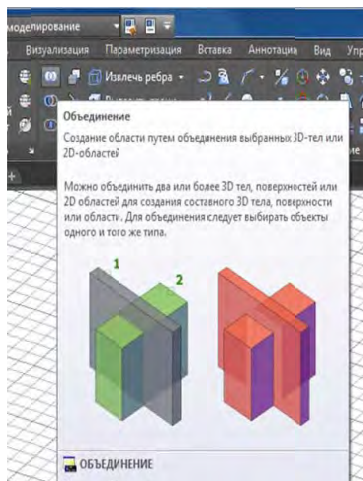 моделирование
Визуализация Параметризация Вставка Аннотации Вид Упр
Извлечь ребра
Объединение
Создание области путем объединения выбранных 3D-тел или
2D-областей
Можно объединить два или более 3D тел, поверхностей или
2D областей для создания составного 3D тела, поверхности
или области. Для объединения следует выбирать объекты
одного и того же типа.
1
2
ОБЪЕДИНЕНИЕ